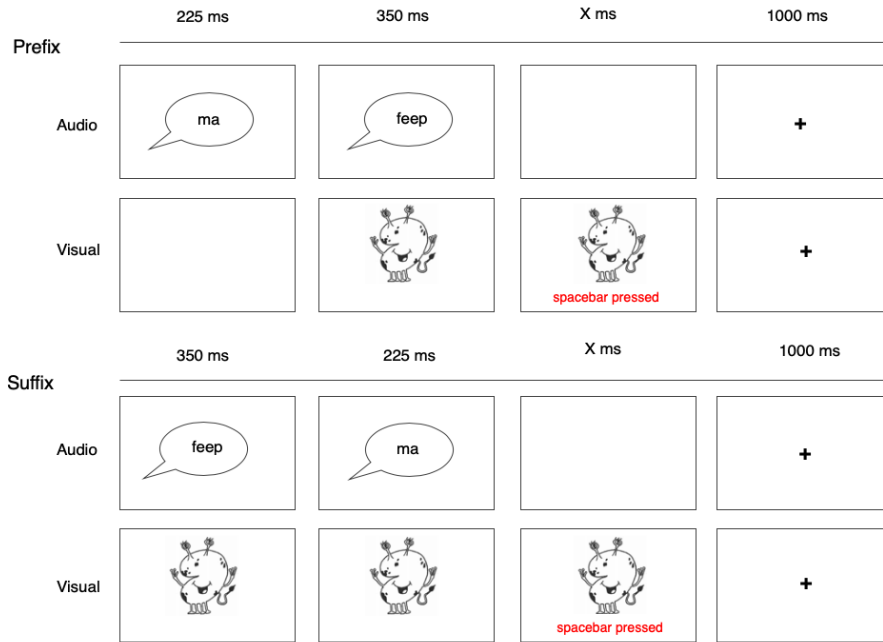 225 ms 350 ms X ms 1000 ms
Prefix
Audio ma feep +
Visual +
spacebar pressed
350 ms 225 ms X ms 1000 ms
Suffix
Audio feep ma +
Visual +
spacebar pressed